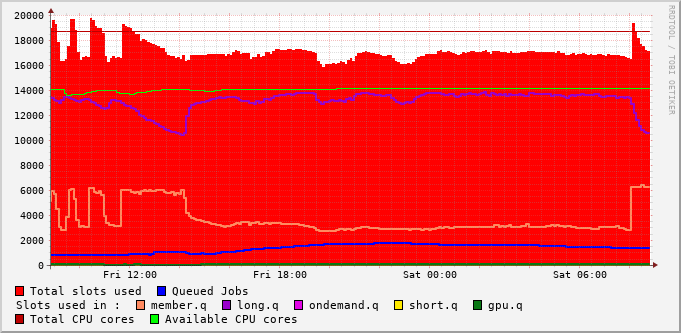 20000
18000
16000
14000
12000
10000
8000
6000
4000
2000
0
Fri 12:00 Fri 18:00 Sat 00:00 Sat 06:00
RRDTOOL / TOBI OETIKER
Total slots used Queued Jobs
Slots used in : member.q long.q ondemand.q short.q gpu.q
Total CPU cores Available CPU cores